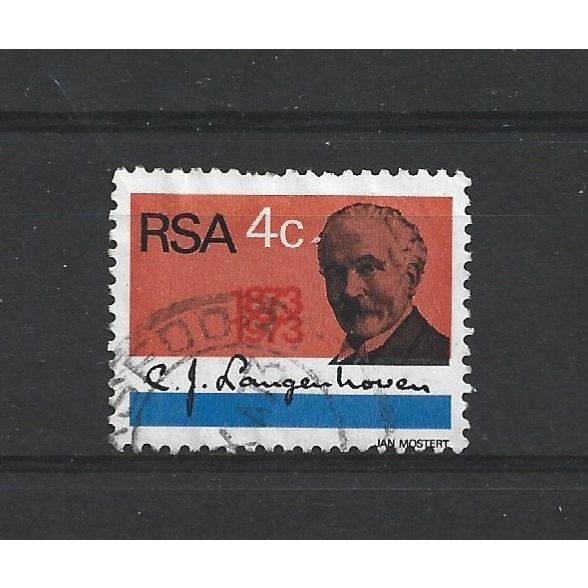 RSA 4c
1873
1973
C. J. Langenhoven
JAN MOSTERT